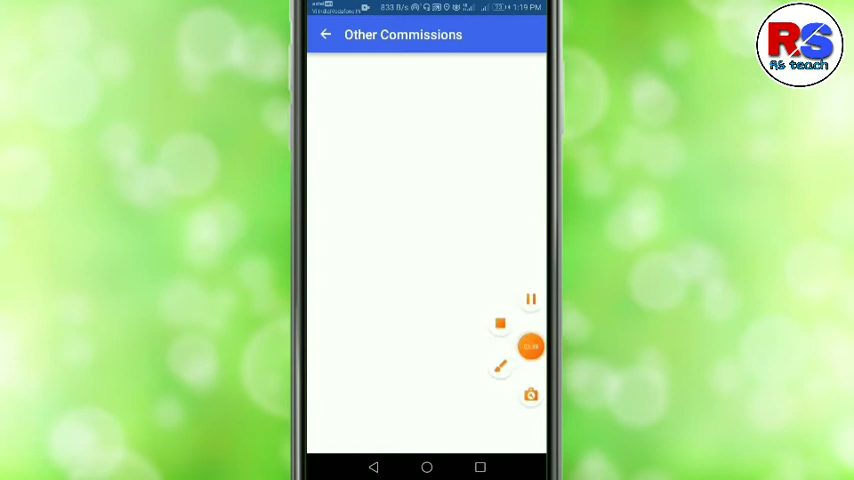 833 B/s
1:19 PM
Other Commissions
RS
RS teach